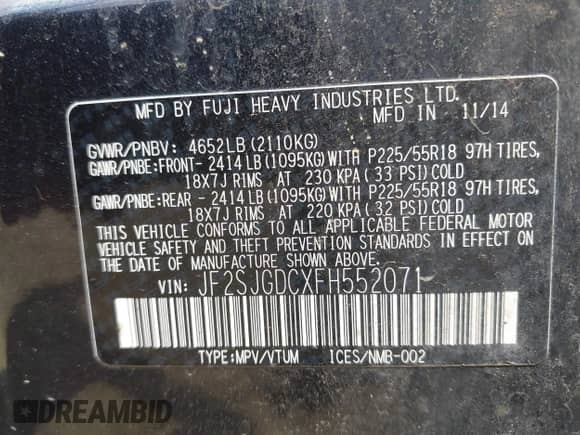 MFD BY FUJI HEAVY INDUSTRIES LTD.
MFD IN 11/14
GVWR/PNBV: 4652LB(2110KG)
GAWR/PNBE:FRONT- 2414LB(1095KG)WITH P225/55R18 97H TIRES,
18X7J RIMS AT 230 KPA(33 PSI)COLD
GAWR/PNBE:REAR - 2414LB(1095KG)WITH P225/55R18 97H TIRES,
18X7J RIMS AT 220 KPA(32 PSI)COLD
THIS VEHICLE CONFORMS TO ALL APPLICABLE FEDERAL MOTOR
VEHICLE SAFETY AND THEFT PREVENTION STANDARDS IN EFFECT ON
THE DATE OF MANUFACTURE SHOWN ABOVE.
VIN: JF2SJGDCXFH552071
TYPE:MPV/VTUM ICES/NMB-002
DREAMBID